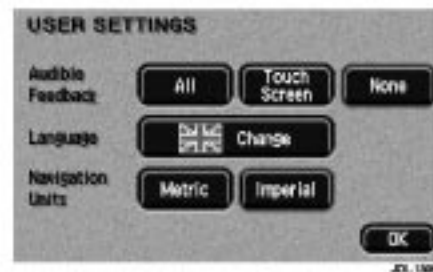 USER SETTINGS
Audible Feedback All Touch Screen None
Language Change
Navigation Units Metric Imperial
OK